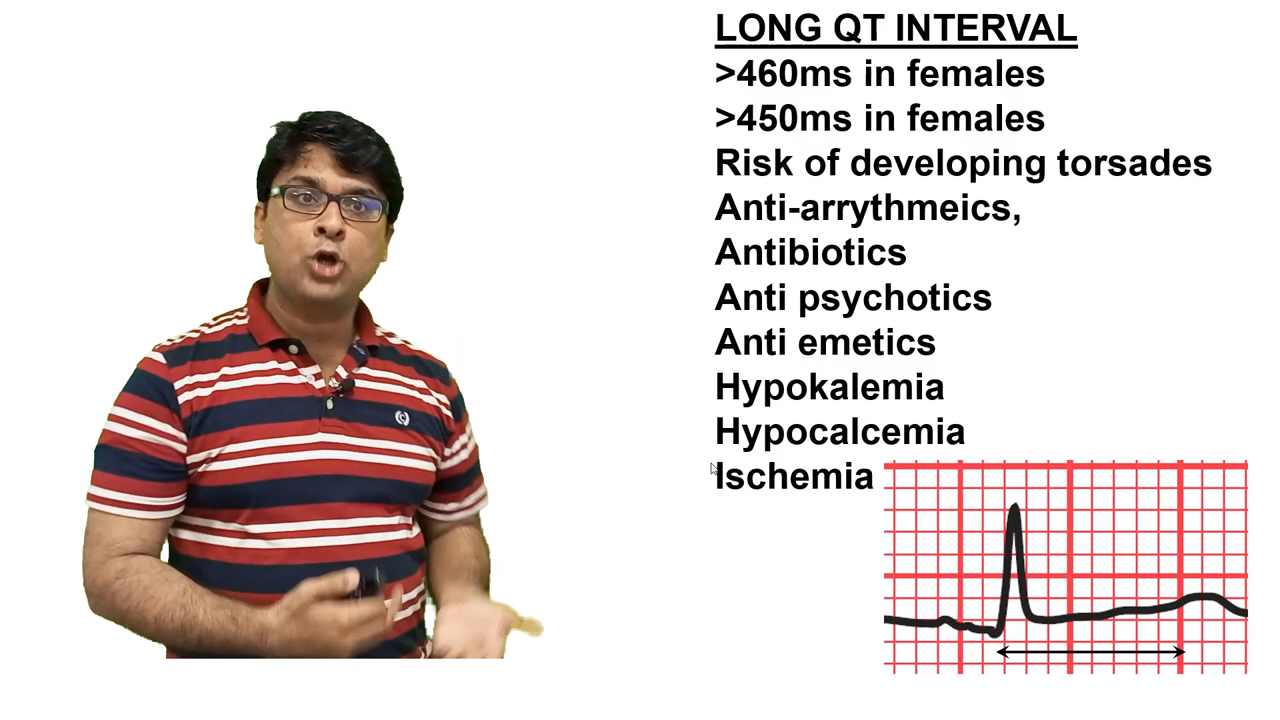 LONG QT INTERVAL
>460ms in females
>450ms in females
Risk of developing torsades
Anti-arrythmeics,
Antibiotics
Anti psychotics
Anti emetics
Hypokalemia
Hypocalcemia
Ischemia